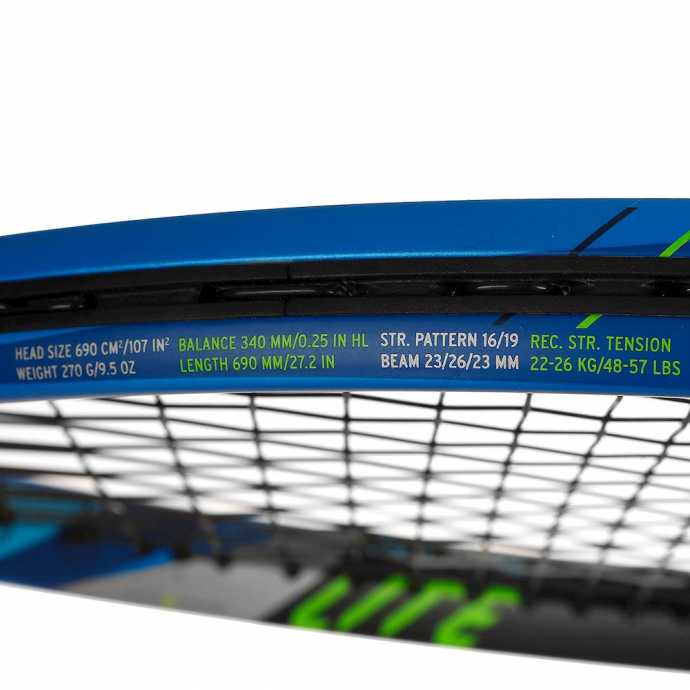 HEAD SIZE 690 CM²/107 IN²
WEIGHT 270 G/9.5 OZ
BALANCE 340 MM/0.25 IN HL
LENGTH 690 MM/27.2 IN
STR. PATTERN 16/19
BEAM 23/26/23 MM
REC. STR. TENSION
22-26 KG/48-57 LBS
LITE